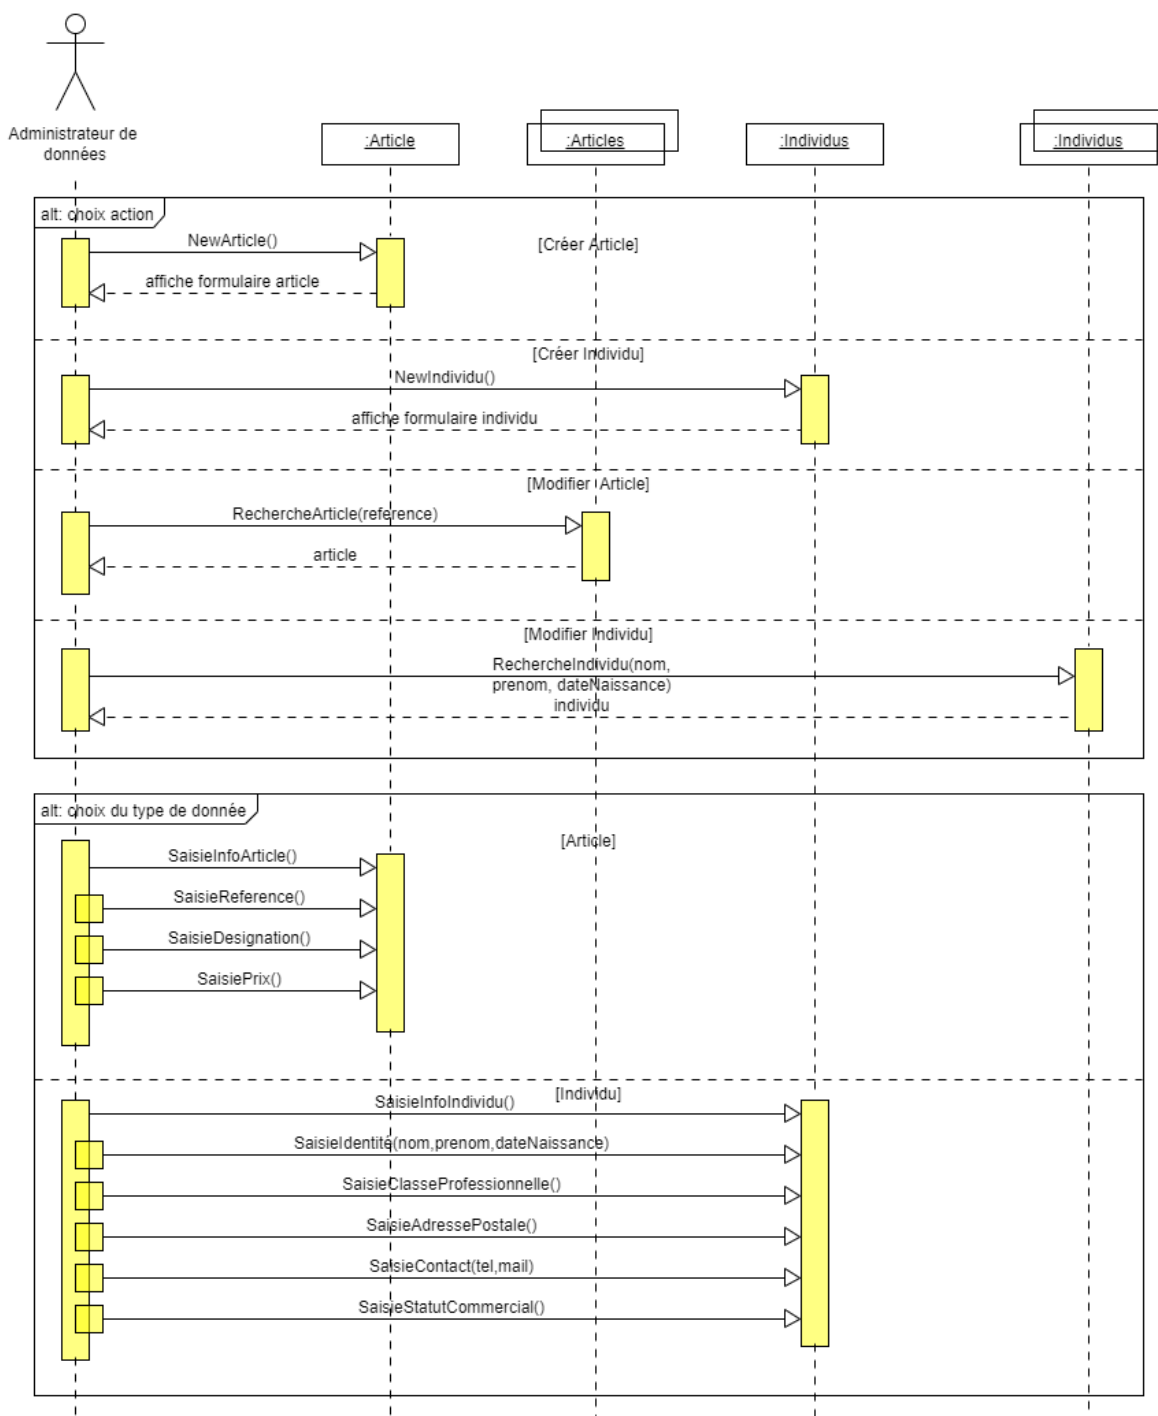 Administrateur de
données
:Article
:Articles
:Individus
:Individus
alt: choix action
NewArticle()
[Créer Article]
affiche formulaire article
[Créer Individu]
NewIndividu()
affiche formulaire individu
[Modifier Article]
RechercheArticle(reference)
article
[Modifier Individu]
RechercheIndividu(nom,
prenom, dateNaissance)
individu
alt: choix du type de donnée
[Article]
SaisieInfoArticle()
SaisieReference()
SaisieDesignation()
SaisiePrix()
[Individu]
SaisieInfoIndividu()
SaisieIdentité(nom,prenom,dateNaissance)
SaisieClasseProfessionnelle()
SaisieAdressePostale()
SaisieContact(tel,mail)
SaisieStatutCommercial()